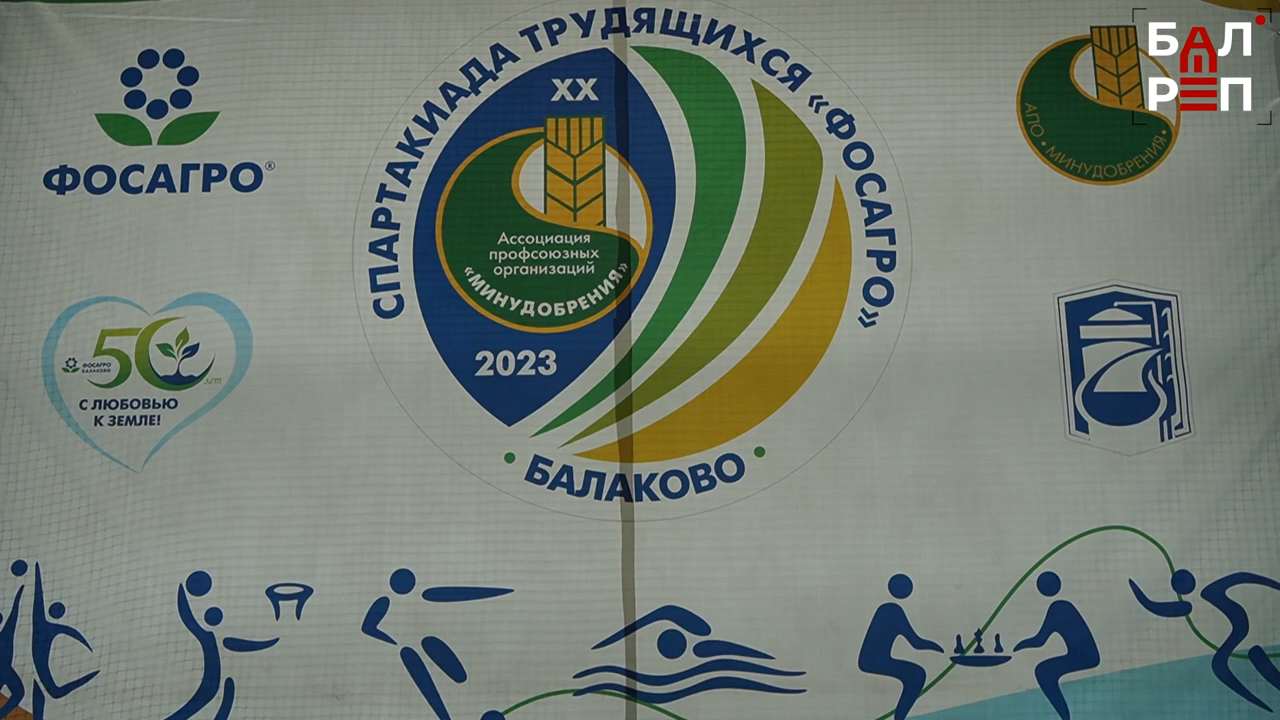 СПАРТАКИАДА ТРУДЯЩИХСЯ «ФОСАГРО»
БАЛ
РЕП
ФОСАГРО®
XX
АПО • МИНУДОБРЕНИЯ •
Ассоциация
профсоюзных
организаций
«МИНУДОБРЕНИЯ»
2023
ФОСАГРО
БАЛАКОВО
50
лет
С ЛЮБОВЬЮ
К ЗЕМЛЕ!
• БАЛАКОВО •